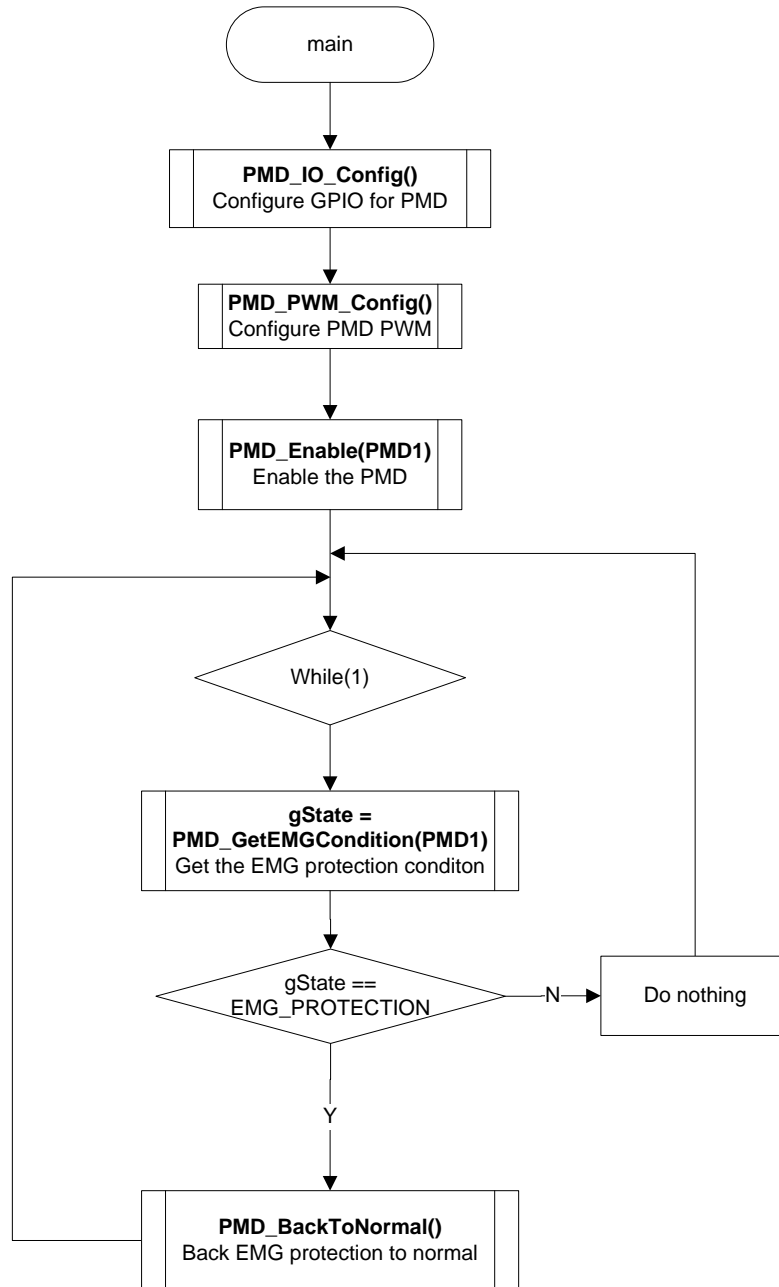 main
PMD_IO_Config()
Configure GPIO for PMD
PMD_PWM_Config()
Configure PMD PWM
PMD_Enable(PMD1)
Enable the PMD
While(1)
gState =
PMD_GetEMGCondition(PMD1)
Get the EMG protection conditon
gState ==
EMG_PROTECTION
N
Do nothing
Y
PMD_BackToNormal()
Back EMG protection to normal